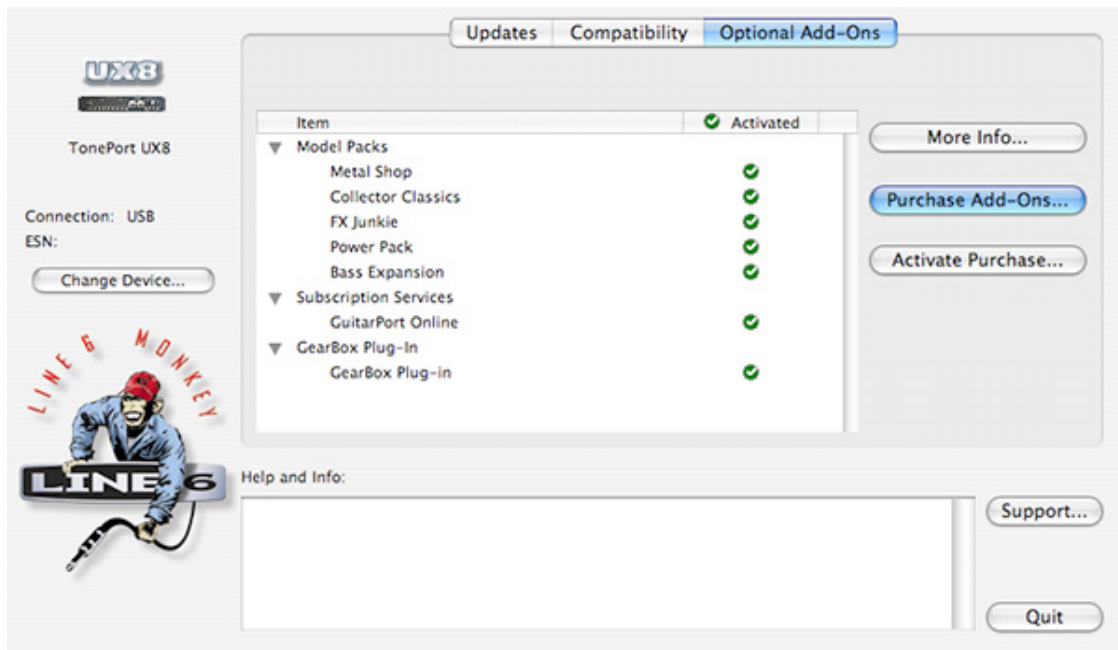 Updates Compatibility Optional Add-Ons
UX8
TonePort UX8
Connection: USB
ESN:
Change Device...
LINE 6 MONKEY
LINE 6
Item Activated
Model Packs
Metal Shop
Collector Classics
FX Junkie
Power Pack
Bass Expansion
Subscription Services
GuitarPort Online
GearBox Plug-In
GearBox Plug-in
More Info...
Purchase Add-Ons...
Activate Purchase...
Help and Info:
Support...
Quit